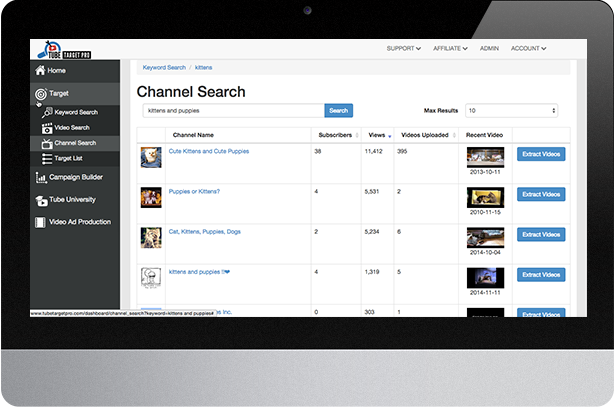 TUBE TARGET PRO
SUPPORT
AFFILIATE
ADMIN
ACCOUNT
Home
Target
Keyword Search
Video Search
Channel Search
Target List
Campaign Builder
Tube University
Video Ad Production
Keyword Search / kittens
Channel Search
kittens and puppies
Search
Max Results
10
Channel Name Subscribers Views Videos Uploaded Recent Video
Cute Kittens and Cute Puppies 38 11,412 395 Extract Videos
2013-10-11
Puppies or Kittens? 4 5,531 2 Extract Videos
2010-11-15
Cat, Kittens, Puppies, Dogs 2 5,234 6 Extract Videos
2014-10-04
kittens and puppies !!❤ 4 1,319 5 Extract Videos
2014-11-11
es Inc. 0 303 1 Extract Videos
www.tubetargetpro.com/dashboard/channel_search?keyword=kittens and puppies#